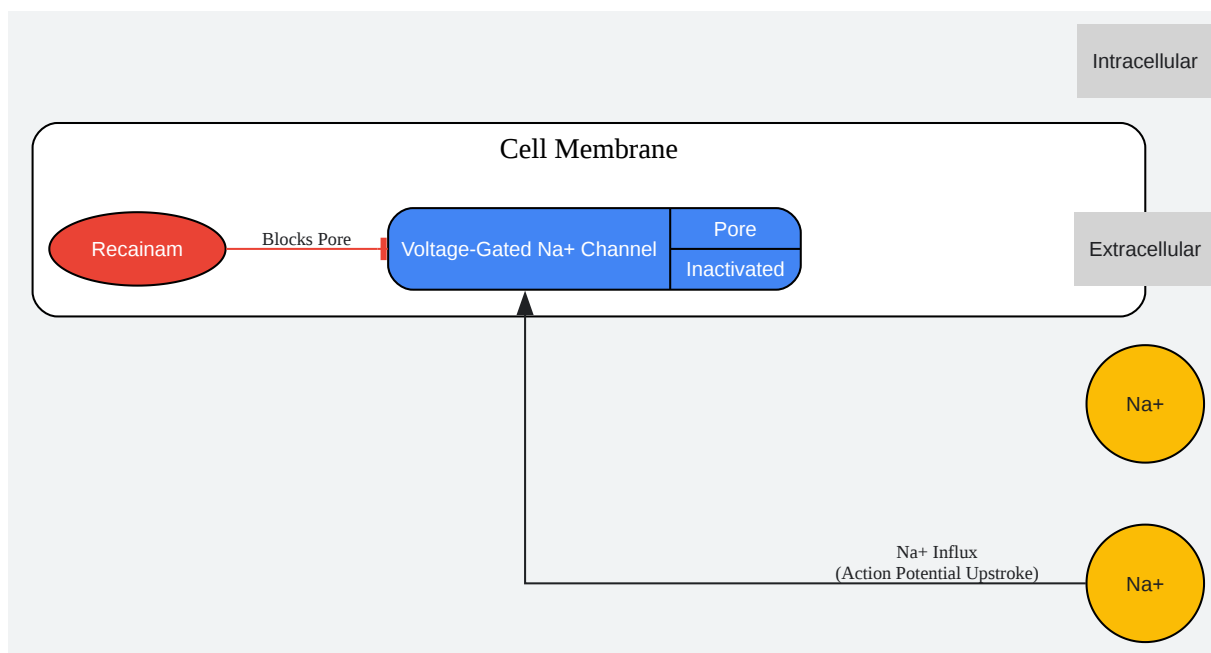 Intracellular
Cell Membrane
Recainam
Blocks Pore
Voltage-Gated Na+ Channel
Pore
Inactivated
Extracellular
Na+
Na+ Influx
(Action Potential Upstroke)
Na+